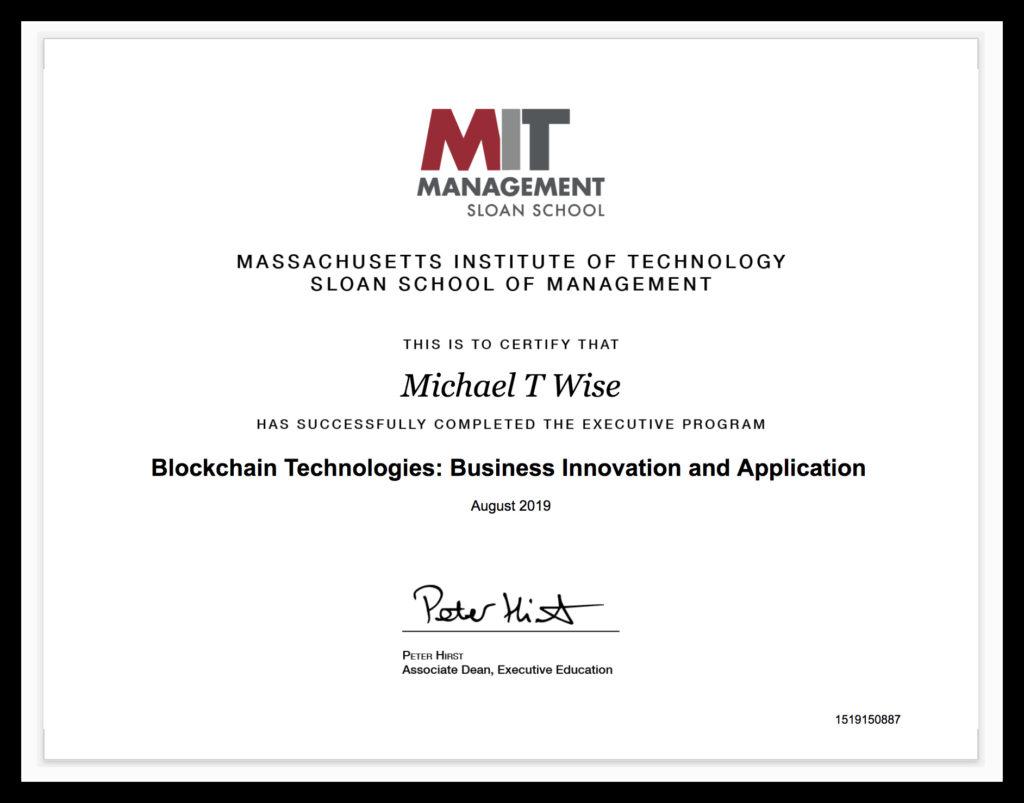 MIT
MANAGEMENT
SLOAN SCHOOL
MASSACHUSETTS INSTITUTE OF TECHNOLOGY
SLOAN SCHOOL OF MANAGEMENT
THIS IS TO CERTIFY THAT
Michael T Wise
HAS SUCCESSFULLY COMPLETED THE EXECUTIVE PROGRAM
Blockchain Technologies: Business Innovation and Application
August 2019
Peter Hirst
PETER HIRST
Associate Dean, Executive Education
1519150887